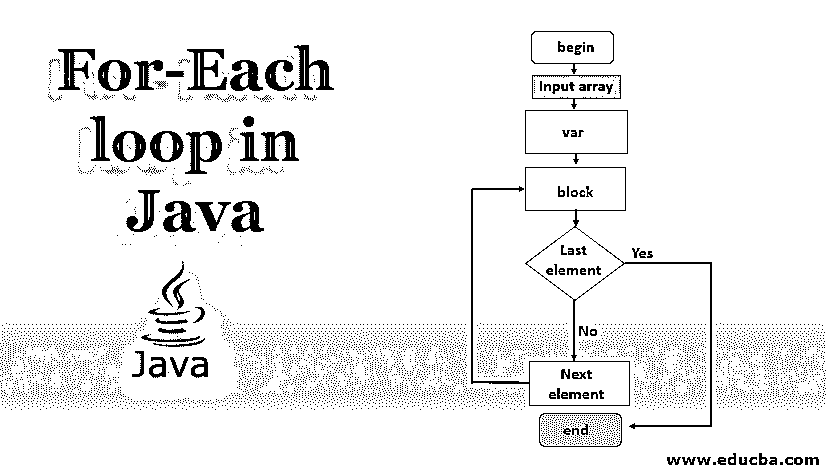 For-Each
loop in
Java
Java
begin
Input array
var
block
Last
element
Yes
No
Next
element
end
www.educba.com